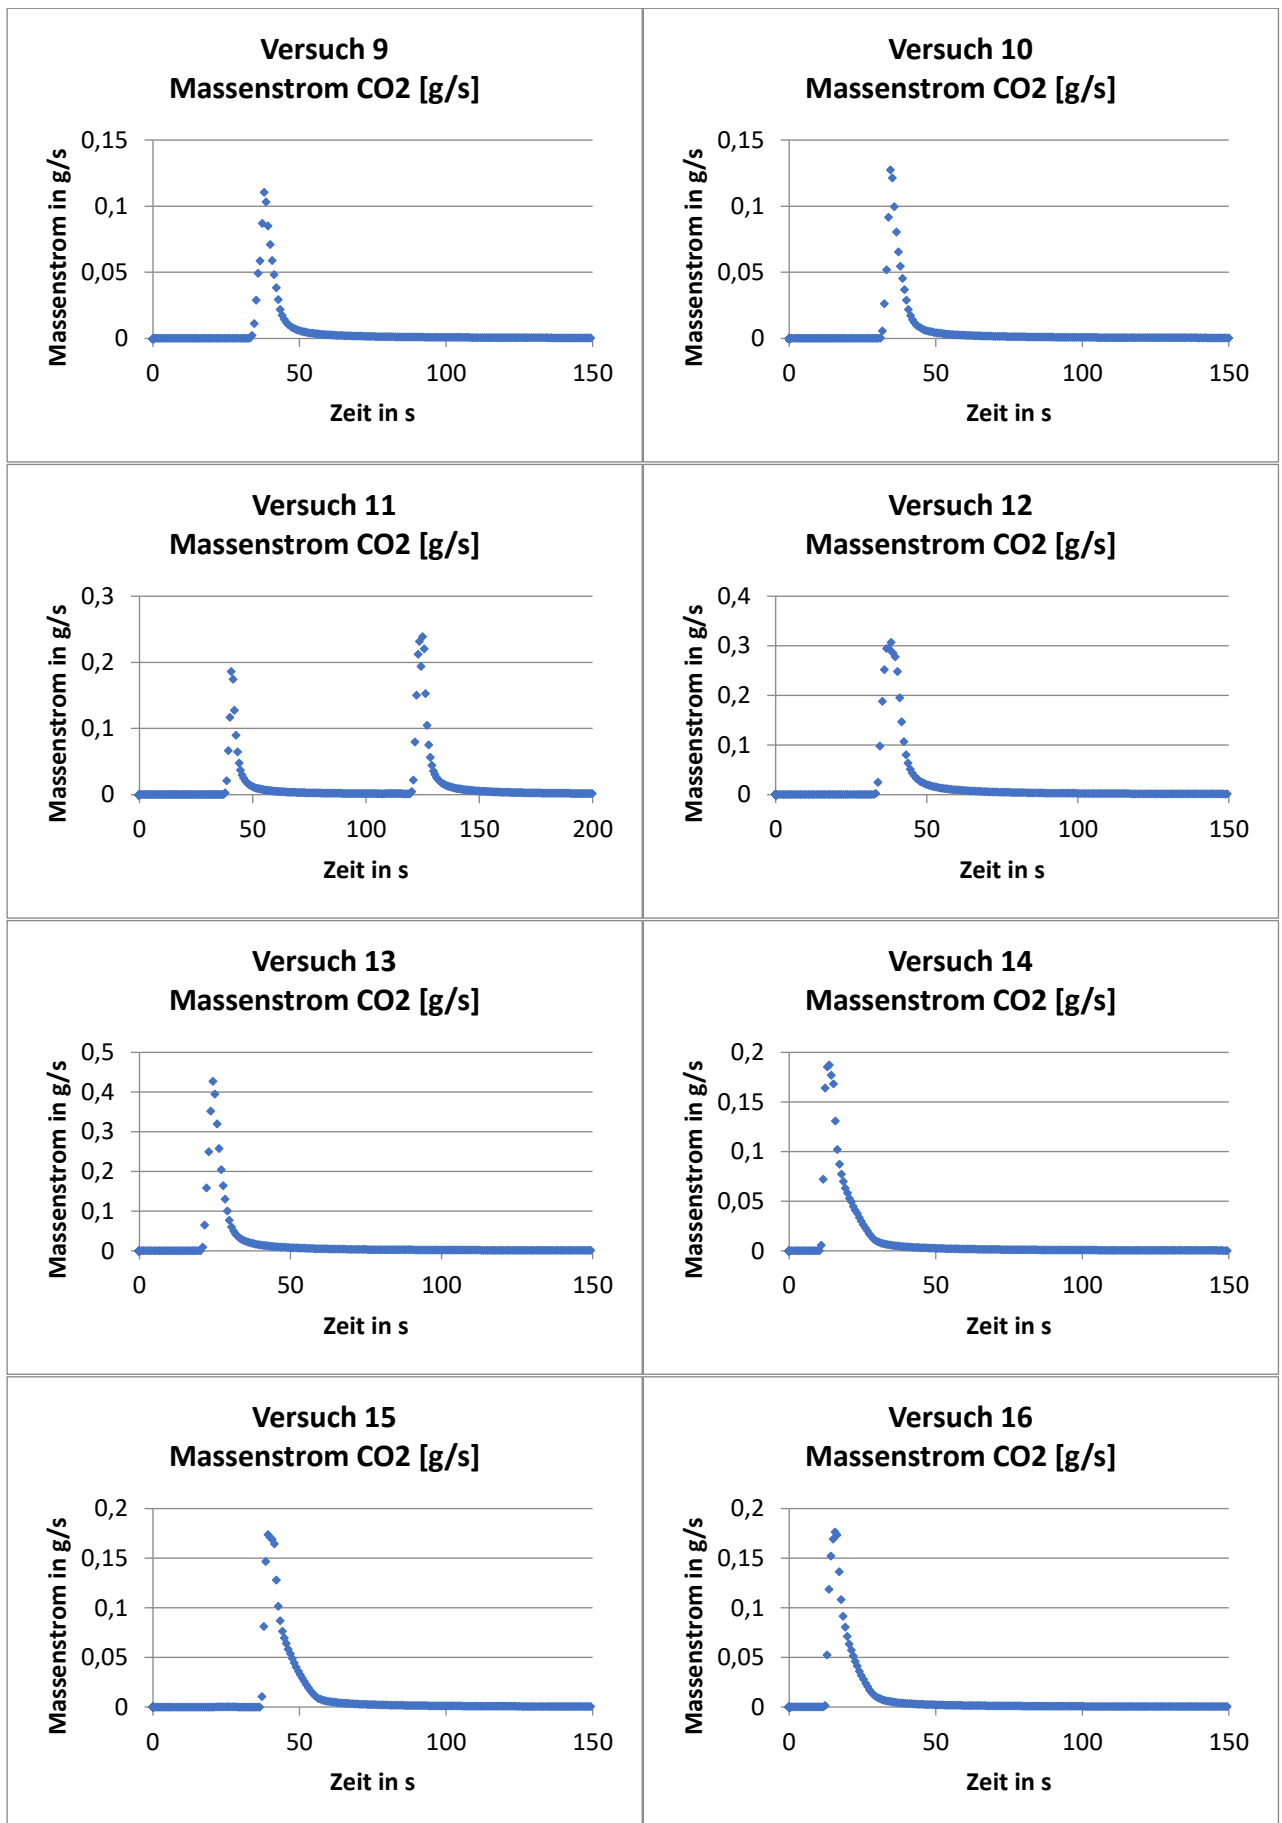 Versuch 9
Massenstrom CO2 [g/s]
Massenstrom in g/s
0,15
0,1
0,05
0
0 50 100 150
Zeit in s
Versuch 10
Massenstrom CO2 [g/s]
Massenstrom in g/s
0,15
0,1
0,05
0
0 50 100 150
Zeit in s
Versuch 11
Massenstrom CO2 [g/s]
Massenstrom in g/s
0,3
0,2
0,1
0
0 50 100 150 200
Zeit in s
Versuch 12
Massenstrom CO2 [g/s]
Massenstrom in g/s
0,4
0,3
0,2
0,1
0
0 50 100 150
Zeit in s
Versuch 13
Massenstrom CO2 [g/s]
Massenstrom in g/s
0,5
0,4
0,3
0,2
0,1
0
0 50 100 150
Zeit in s
Versuch 14
Massenstrom CO2 [g/s]
Massenstrom in g/s
0,2
0,15
0,1
0,05
0
0 50 100 150
Zeit in s
Versuch 15
Massenstrom CO2 [g/s]
Massenstrom in g/s
0,2
0,15
0,1
0,05
0
0 50 100 150
Zeit in s
Versuch 16
Massenstrom CO2 [g/s]
Massenstrom in g/s
0,2
0,15
0,1
0,05
0
0 50 100 150
Zeit in s